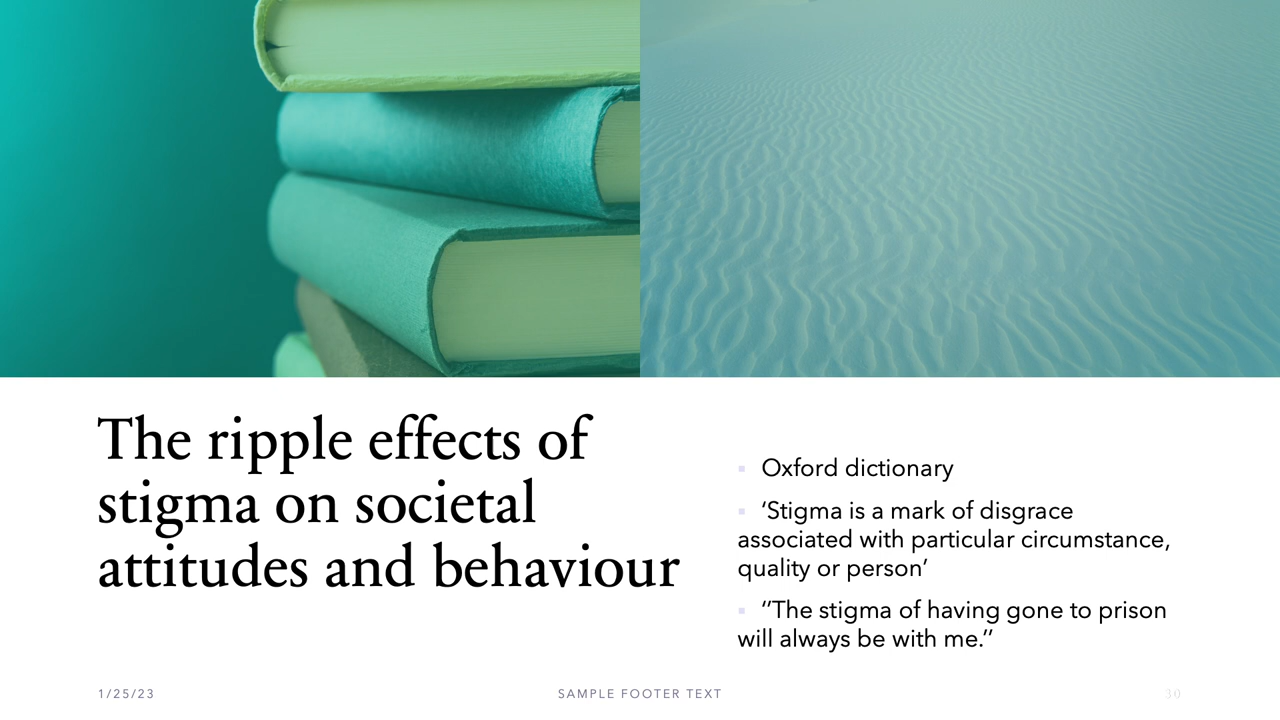 The ripple effects of
stigma on societal
attitudes and behaviour
▪ Oxford dictionary
▪ ‘Stigma is a mark of disgrace
associated with particular circumstance,
quality or person’
▪ “The stigma of having gone to prison
will always be with me.”
1/25/23
SAMPLE FOOTER TEXT
30